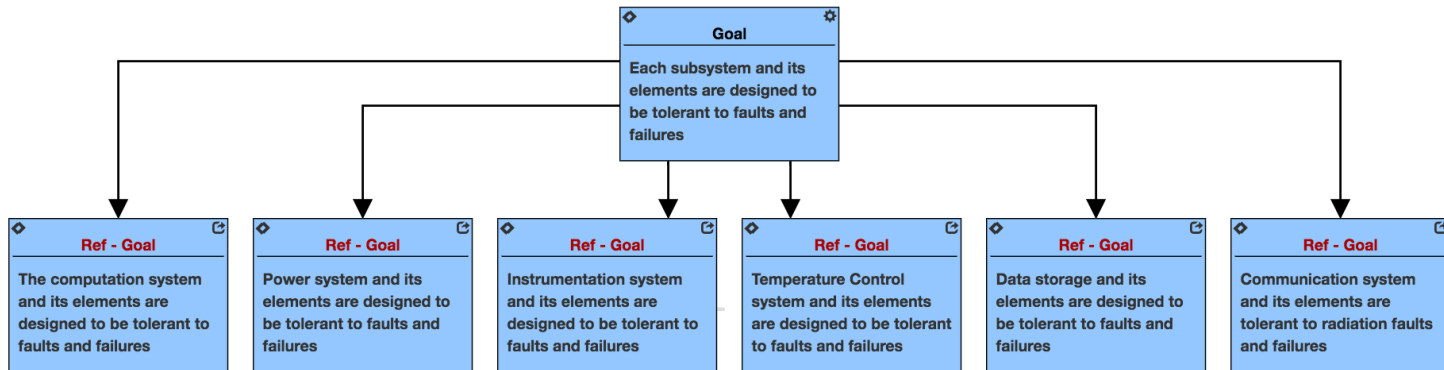 Goal
Each subsystem and its
elements are designed to
be tolerant to faults and
failures
Ref - Goal
The computation system
and its elements are
designed to be tolerant to
faults and failures
Ref - Goal
Power system and its
elements are designed to
be tolerant to faults and
failures
Ref - Goal
Instrumentation system
and its elements are
designed to be tolerant to
faults and failures
Ref - Goal
Temperature Control
system and its elements
are designed to be tolerant
to faults and failures
Ref - Goal
Data storage and its
elements are designed to
be tolerant to faults and
failures
Ref - Goal
Communication system
and its elements are
tolerant to radiation faults
and failures